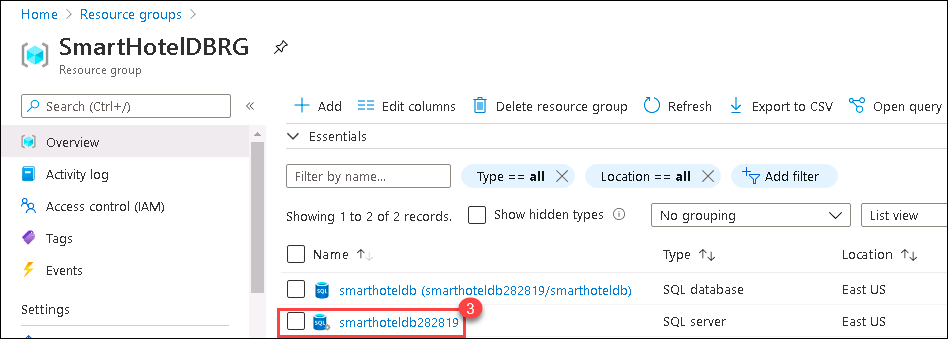 Home > Resource groups >
SmartHotelDBRG
Resource group
Search (Ctrl+/)
«
Overview
Activity log
Access control (IAM)
Tags
Events
Settings
+ Add
Edit columns
Delete resource group
Refresh
Export to CSV
Open query
Essentials
Filter by name...
Type == all
Location == all
Add filter
Showing 1 to 2 of 2 records.
Show hidden types
No grouping
List view
Name ↑↓
Type ↑↓
Location ↑↓
SQL smarthoteldb (smarthoteldb282819/smarthoteldb)
SQL database
East US
3
SQL smarthoteldb282819
SQL server
East US